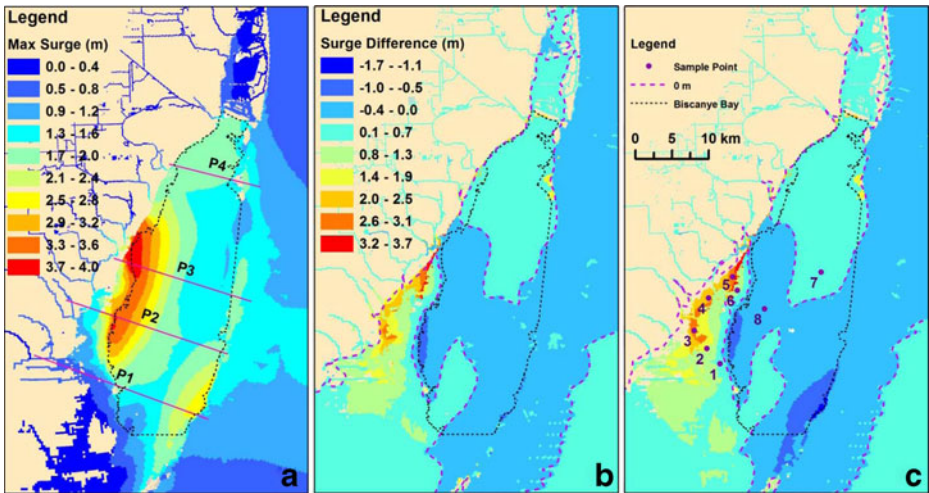 Legend
Max Surge (m)
0.0 - 0.4
0.5 - 0.8
0.9 - 1.2
1.3 - 1.6
1.7 - 2.0
2.1 - 2.4
2.5 - 2.8
2.9 - 3.2
3.3 - 3.6
3.7 - 4.0
P4
P3
P2
P1
a
Legend
Surge Difference (m)
-1.7 - -1.1
-1.0 - -0.5
-0.4 - 0.0
0.1 - 0.7
0.8 - 1.3
1.4 - 1.9
2.0 - 2.5
2.6 - 3.1
3.2 - 3.7
b
Legend
Sample Point
0 m
Biscanye Bay
0 10 km
7
5
6
4
8
3
2
1
c